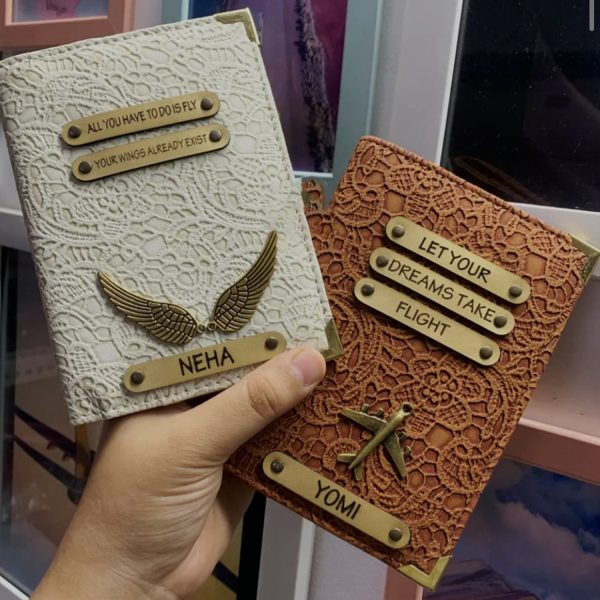 ALL YOU HAVE TO DO IS FLY
YOUR WINGS ALREADY EXIST
NEHA
LET YOUR
DREAMS TAKE
FLIGHT
YOMI